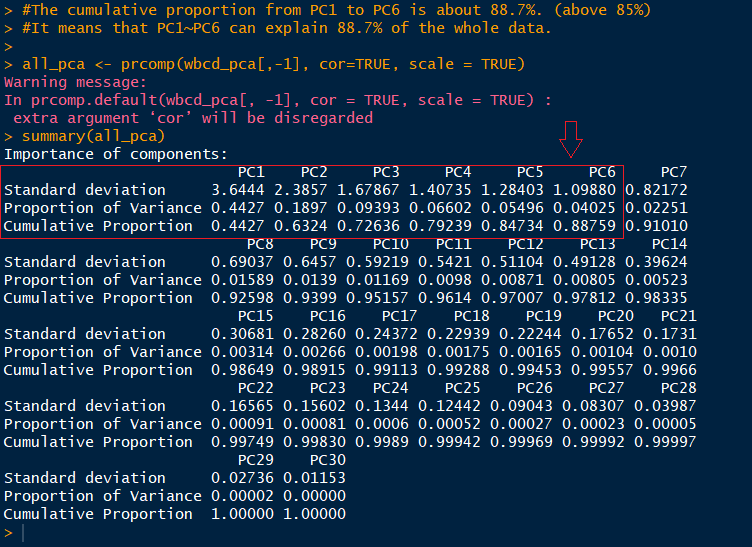 > #The cumulative proportion from PC1 to PC6 is about 88.7%. (above 85%)
> #It means that PC1~PC6 can explain 88.7% of the whole data.
>
> all_pca <- prcomp(wbcd_pca[,-1], cor=TRUE, scale = TRUE)
Warning message:
In prcomp.default(wbcd_pca[, -1], cor = TRUE, scale = TRUE) :
 extra argument ‘cor’ will be disregarded
> summary(all_pca)
Importance of components:
                          PC1    PC2     PC3     PC4     PC5     PC6     PC7
Standard deviation     3.6444 2.3857 1.67867 1.40735 1.28403 1.09880 0.82172
Proportion of Variance 0.4427 0.1897 0.09393 0.06602 0.05496 0.04025 0.02251
Cumulative Proportion  0.4427 0.6324 0.72636 0.79239 0.84734 0.88759 0.91010
                           PC8    PC9    PC10   PC11    PC12    PC13    PC14
Standard deviation     0.69037 0.6457 0.59219 0.5421 0.51104 0.49128 0.39624
Proportion of Variance 0.01589 0.0139 0.01169 0.0098 0.00871 0.00805 0.00523
Cumulative Proportion  0.92598 0.9399 0.95157 0.9614 0.97007 0.97812 0.98335
                          PC15    PC16    PC17    PC18    PC19    PC20   PC21
Standard deviation     0.30681 0.28260 0.24372 0.22939 0.22244 0.17652 0.1731
Proportion of Variance 0.00314 0.00266 0.00198 0.00175 0.00165 0.00104 0.0010
Cumulative Proportion  0.98649 0.98915 0.99113 0.99288 0.99453 0.99557 0.9966
                          PC22    PC23   PC24    PC25    PC26    PC27    PC28
Standard deviation     0.16565 0.15602 0.1344 0.12442 0.09043 0.08307 0.03987
Proportion of Variance 0.00091 0.00081 0.0006 0.00052 0.00027 0.00023 0.00005
Cumulative Proportion  0.99749 0.99830 0.9989 0.99942 0.99969 0.99992 0.99997
                          PC29    PC30
Standard deviation     0.02736 0.01153
Proportion of Variance 0.00002 0.00000
Cumulative Proportion  1.00000 1.00000
>